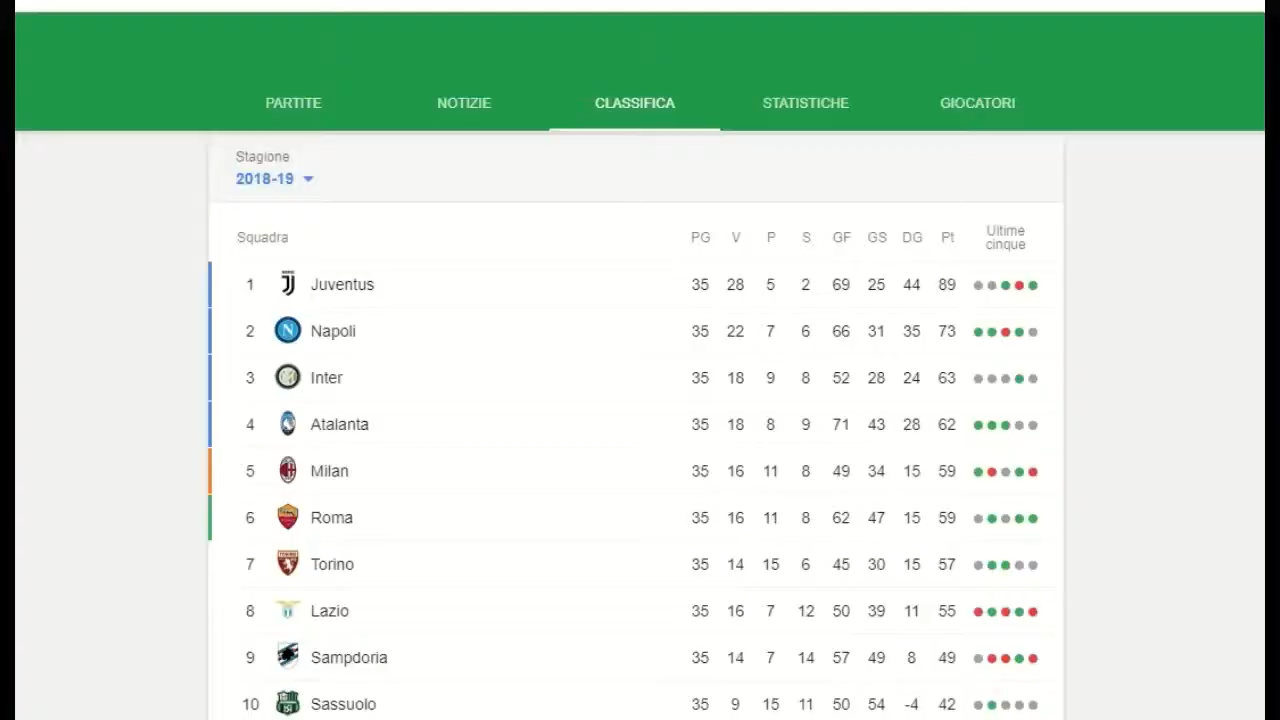 PARTITE NOTIZIE CLASSIFICA STATISTICHE GIOCATORI
Stagione
2018-19
Squadra PG V P S GF GS DG Pt Ultime cinque
1 Juventus 35 28 5 2 69 25 44 89
2 Napoli 35 22 7 6 66 31 35 73
3 Inter 35 18 9 8 52 28 24 63
4 Atalanta 35 18 8 9 71 43 28 62
5 Milan 35 16 11 8 49 34 15 59
6 Roma 35 16 11 8 62 47 15 59
7 Torino 35 14 15 6 45 30 15 57
8 Lazio 35 16 7 12 50 39 11 55
9 Sampdoria 35 14 7 14 57 49 8 49
10 Sassuolo 35 9 15 11 50 54 -4 42